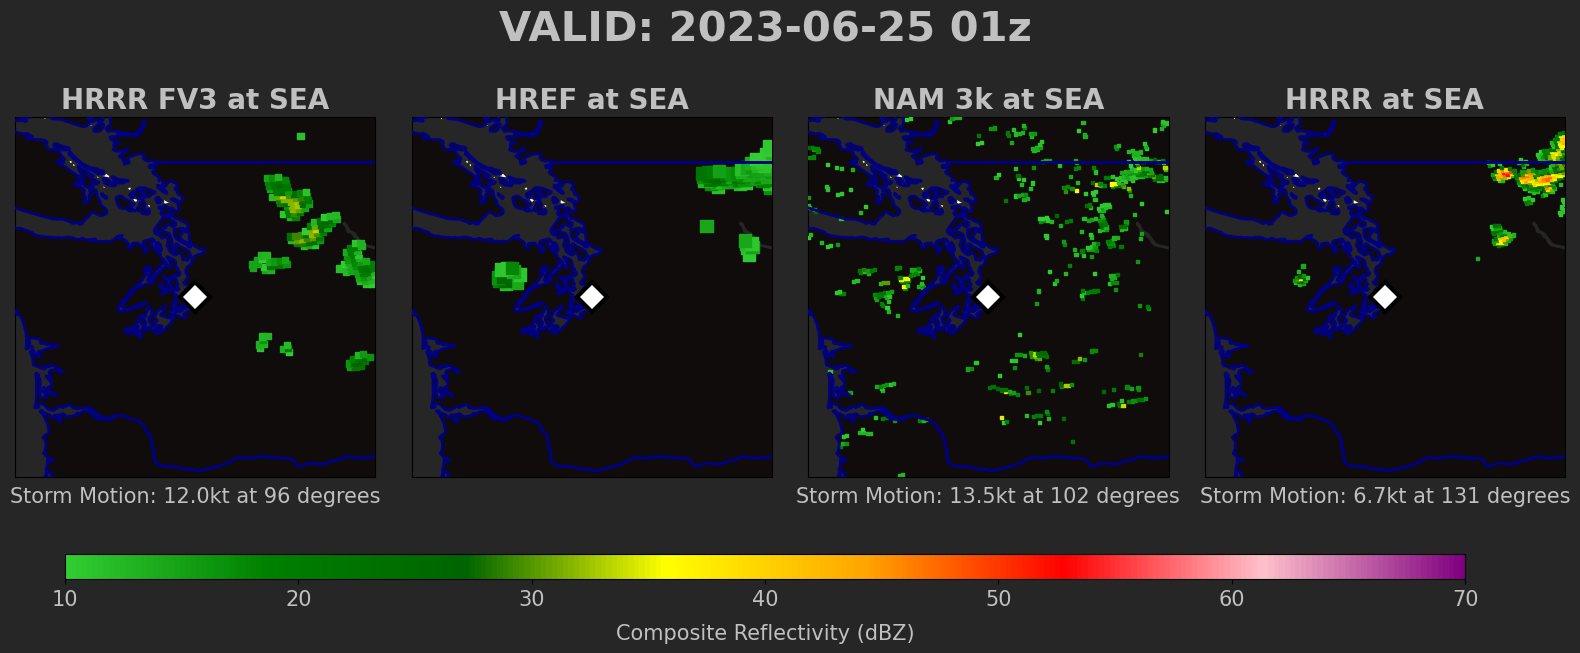 VALID: 2023-06-25 01z
HRRR FV3 at SEA
HREF at SEA
NAM 3k at SEA
HRRR at SEA
Storm Motion: 12.0kt at 96 degrees
Storm Motion: 13.5kt at 102 degrees
Storm Motion: 6.7kt at 131 degrees
10 20 30 40 50 60 70
Composite Reflectivity (dBZ)